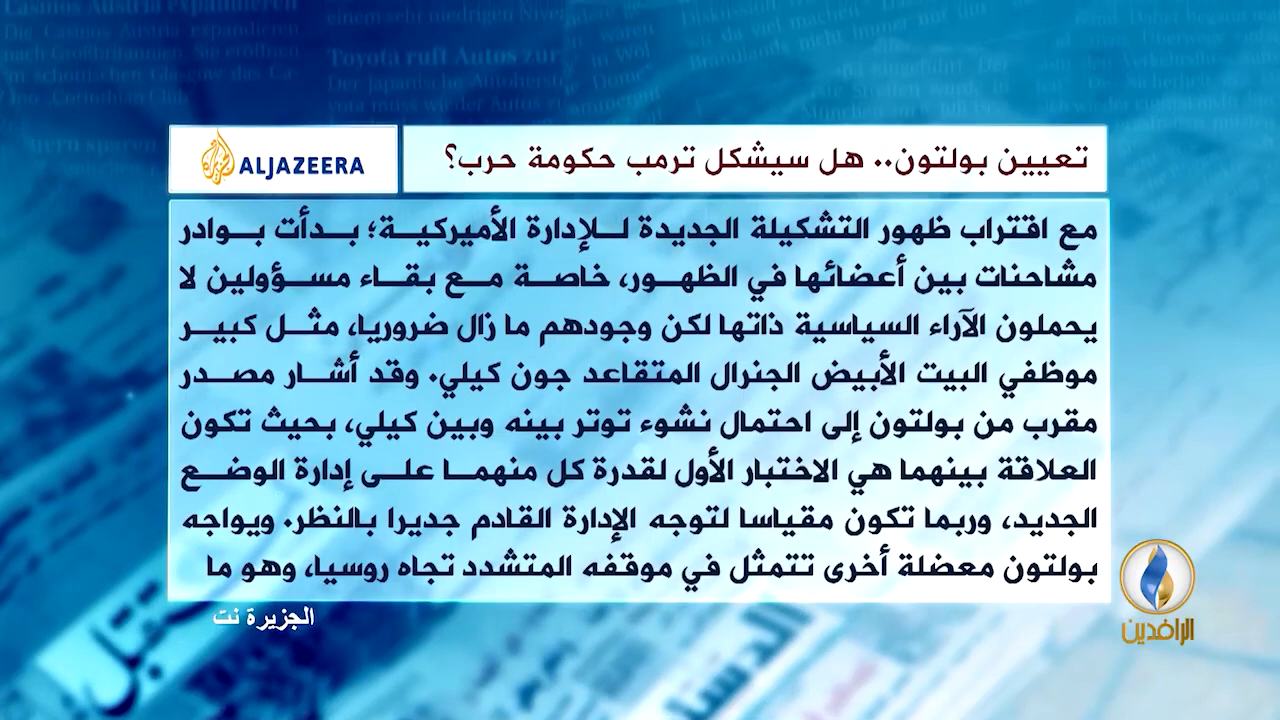 تعيين بولتون.. هل سيشكل ترمب حكومة حرب؟
ALJAZEERA
مع اقتراب ظهور التشكيلة الجديدة للإدارة الأميركية؛ بدأت بوادر
مشاحنات بين أعضائها في الظهور، خاصة مع بقاء مسؤولين لا
يحملون الآراء السياسية ذاتها لكن وجودهم ما زال ضروريا، مثل كبير
موظفي البيت الأبيض الجنرال المتقاعد جون كيلي. وقد أشار مصدر
مقرب من بولتون إلى احتمال نشوء توتر بينه وبين كيلي، بحيث تكون
العلاقة بينهما هي الاختبار الأول لقدرة كل منهما على إدارة الوضع
الجديد، وربما تكون مقياسا لتوجه الإدارة القادم جديرا بالنظر. ويواجه
بولتون معضلة أخرى تتمثل في موقفه المتشدد تجاه روسيا، وهو ما
الجزيرة نت
الرافدين
Toyota ruft Autos zur